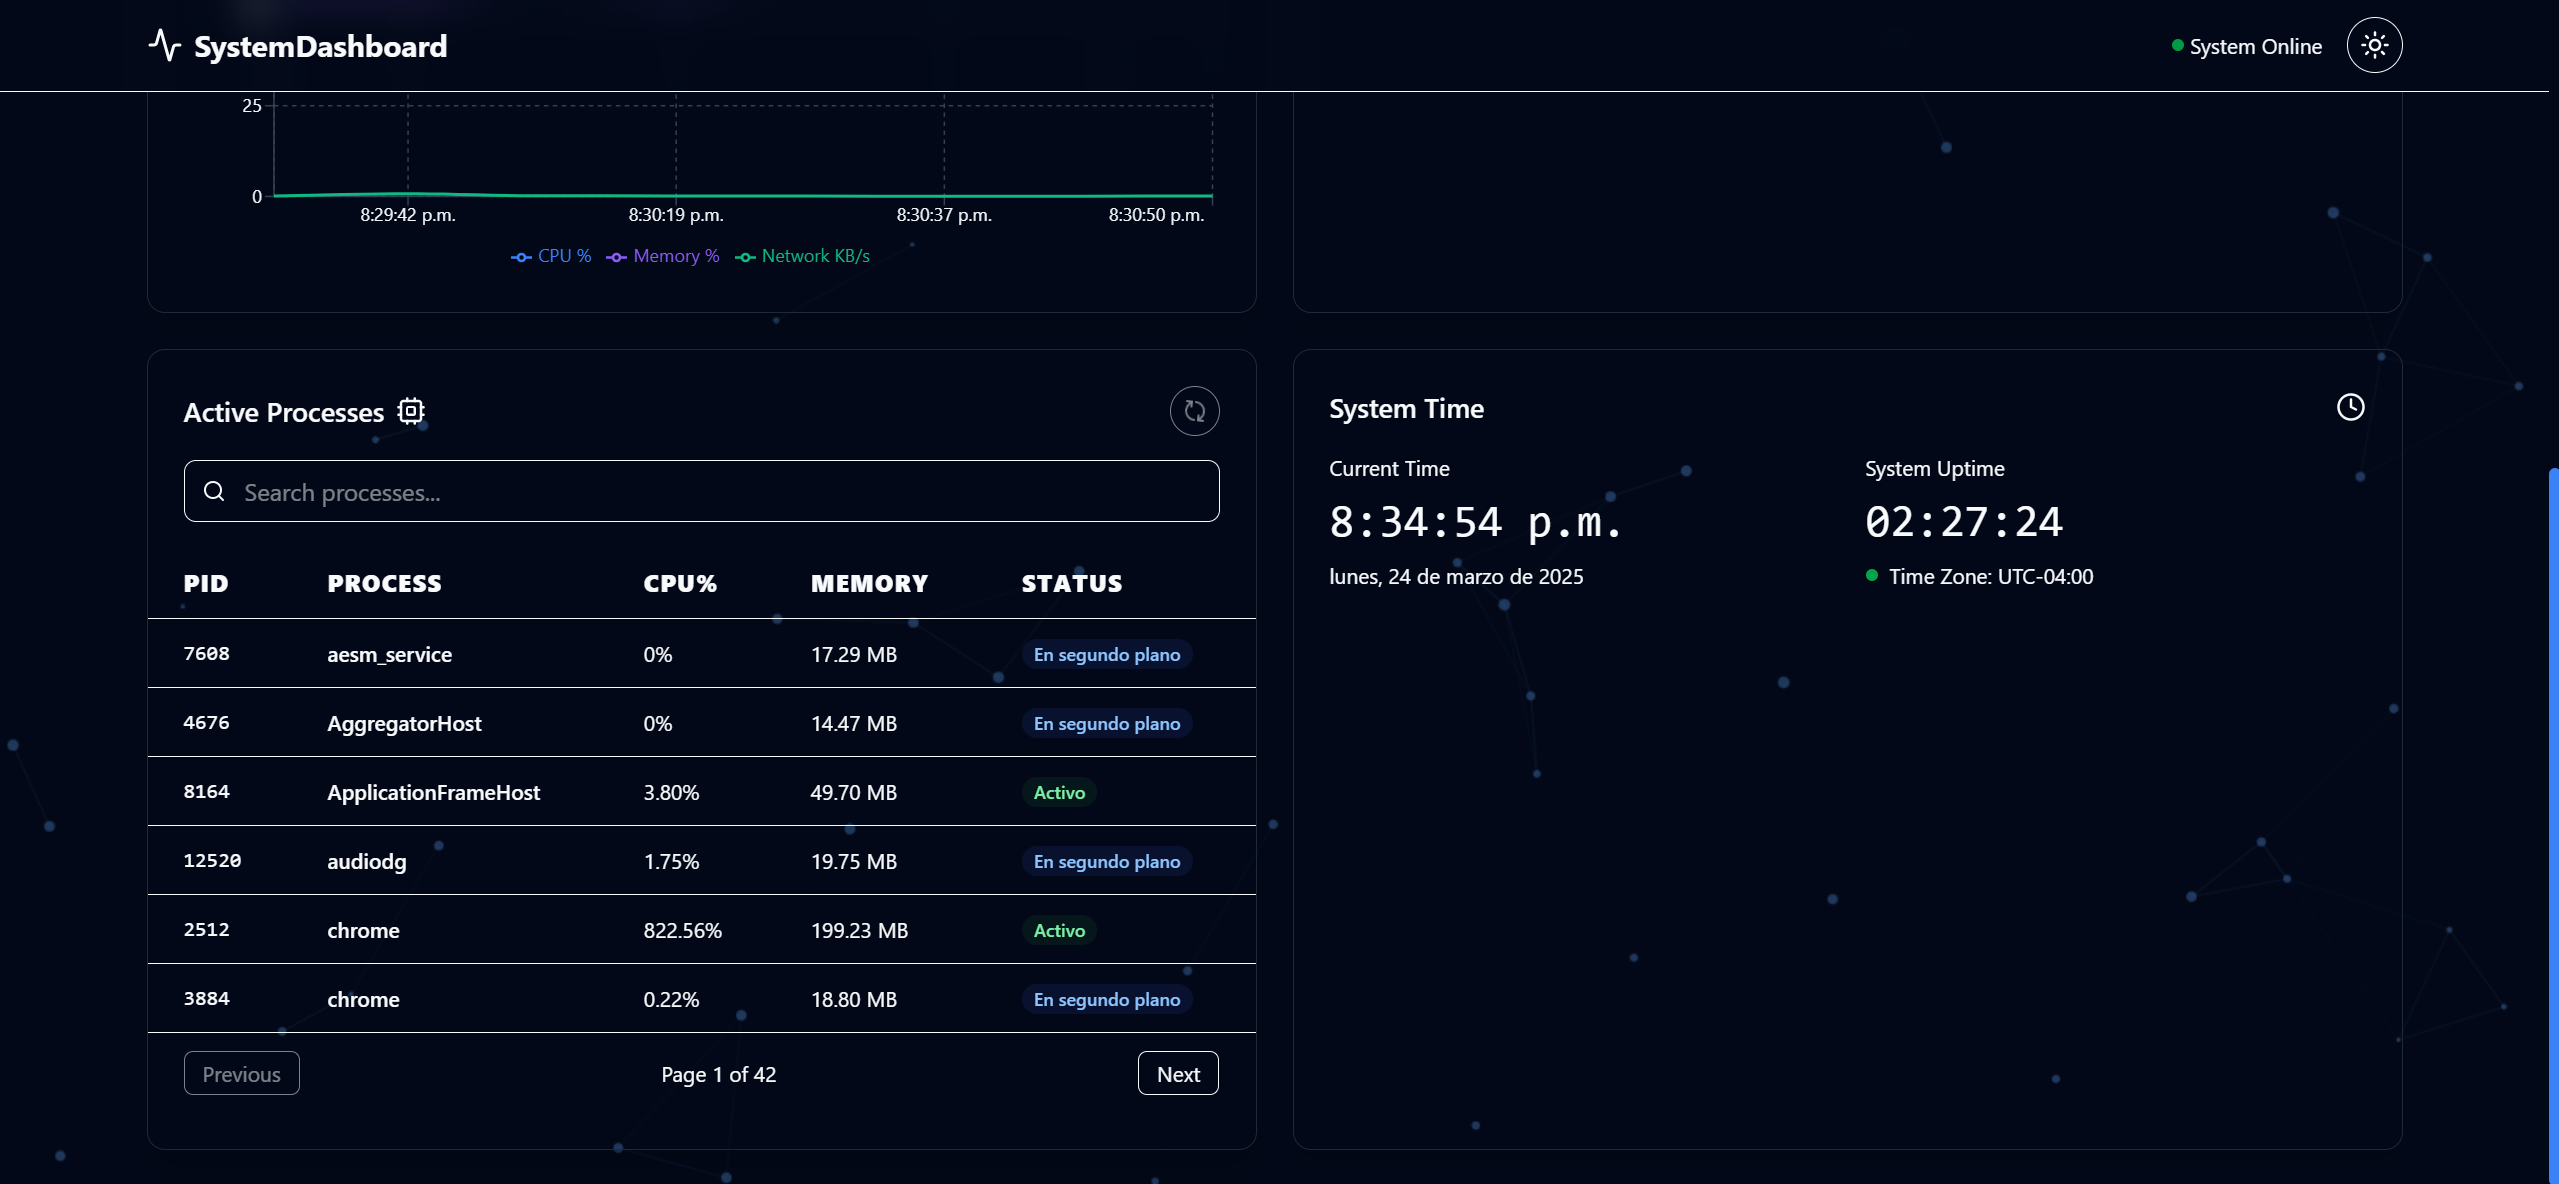 SystemDashboard
System Online
25
0
8:29:42 p.m. 8:30:19 p.m. 8:30:37 p.m. 8:30:50 p.m.
CPU % Memory % Network KB/s
Active Processes
Search processes...
PID PROCESS CPU% MEMORY STATUS
7608 aesm_service 0% 17.29 MB En segundo plano
4676 AggregatorHost 0% 14.47 MB En segundo plano
8164 ApplicationFrameHost 3.80% 49.70 MB Activo
12520 audiodg 1.75% 19.75 MB En segundo plano
2512 chrome 822.56% 199.23 MB Activo
3884 chrome 0.22% 18.80 MB En segundo plano
Previous Page 1 of 42 Next
System Time
Current Time
8:34:54 p.m.
lunes, 24 de marzo de 2025
System Uptime
02:27:24
Time Zone: UTC-04:00